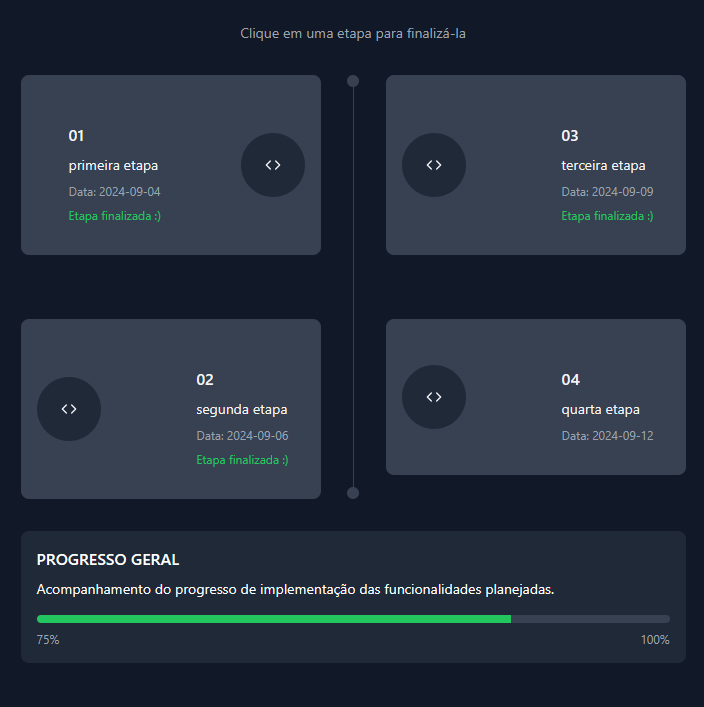 Clique em uma etapa para finalizá-la
01
primeira etapa
Data: 2024-09-04
Etapa finalizada :)
03
terceira etapa
Data: 2024-09-09
Etapa finalizada :)
02
segunda etapa
Data: 2024-09-06
Etapa finalizada :)
04
quarta etapa
Data: 2024-09-12
PROGRESSO GERAL
Acompanhamento do progresso de implementação das funcionalidades planejadas.
75% 100%